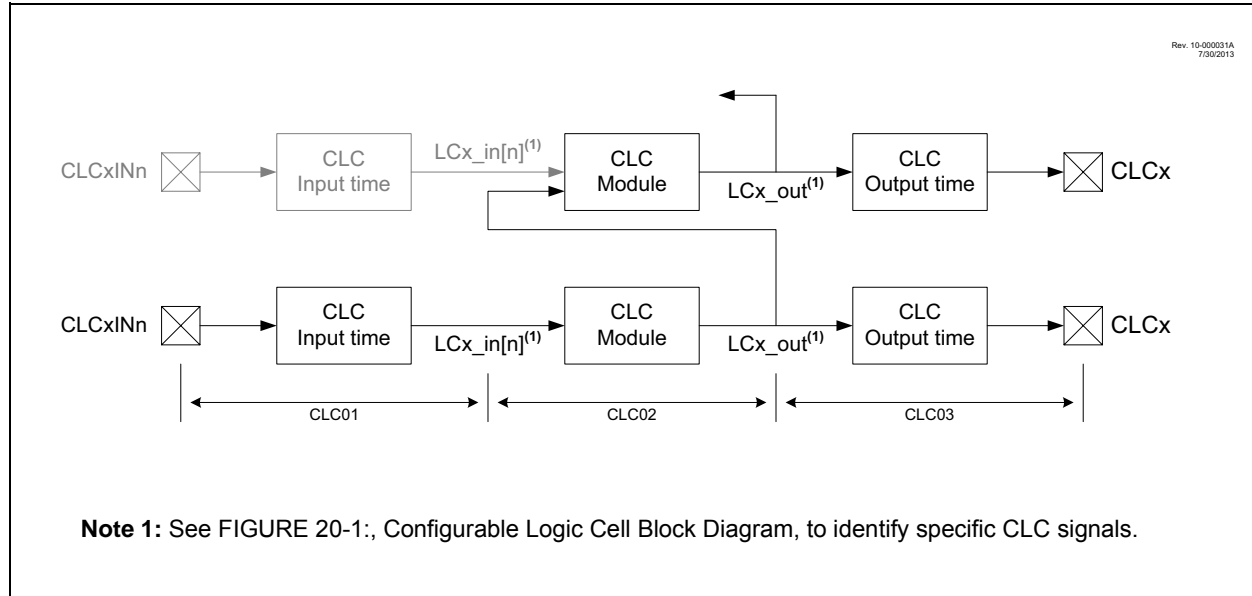 Rev. 10-000031A
7/30/2013
CLCxINn
CLC
Input time
LCx_in[n](1)
CLC
Module
LCx_out(1)
CLC
Output time
CLCx
CLCxINn
CLC
Input time
LCx_in[n](1)
CLC
Module
LCx_out(1)
CLC
Output time
CLCx
CLC01
CLC02
CLC03
Note 1: See FIGURE 20-1:, Configurable Logic Cell Block Diagram, to identify specific CLC signals.